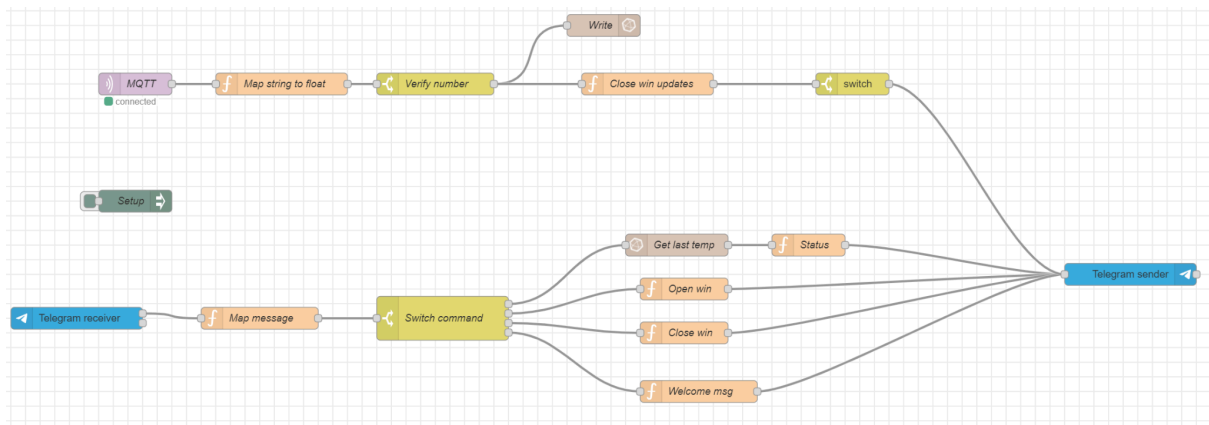 Write
MQTT
Map string to float
Verify number
Close win updates
switch
connected
Setup
Get last temp
Status
Telegram sender
Open win
Telegram receiver
Map message
Switch command
Close win
Welcome msg